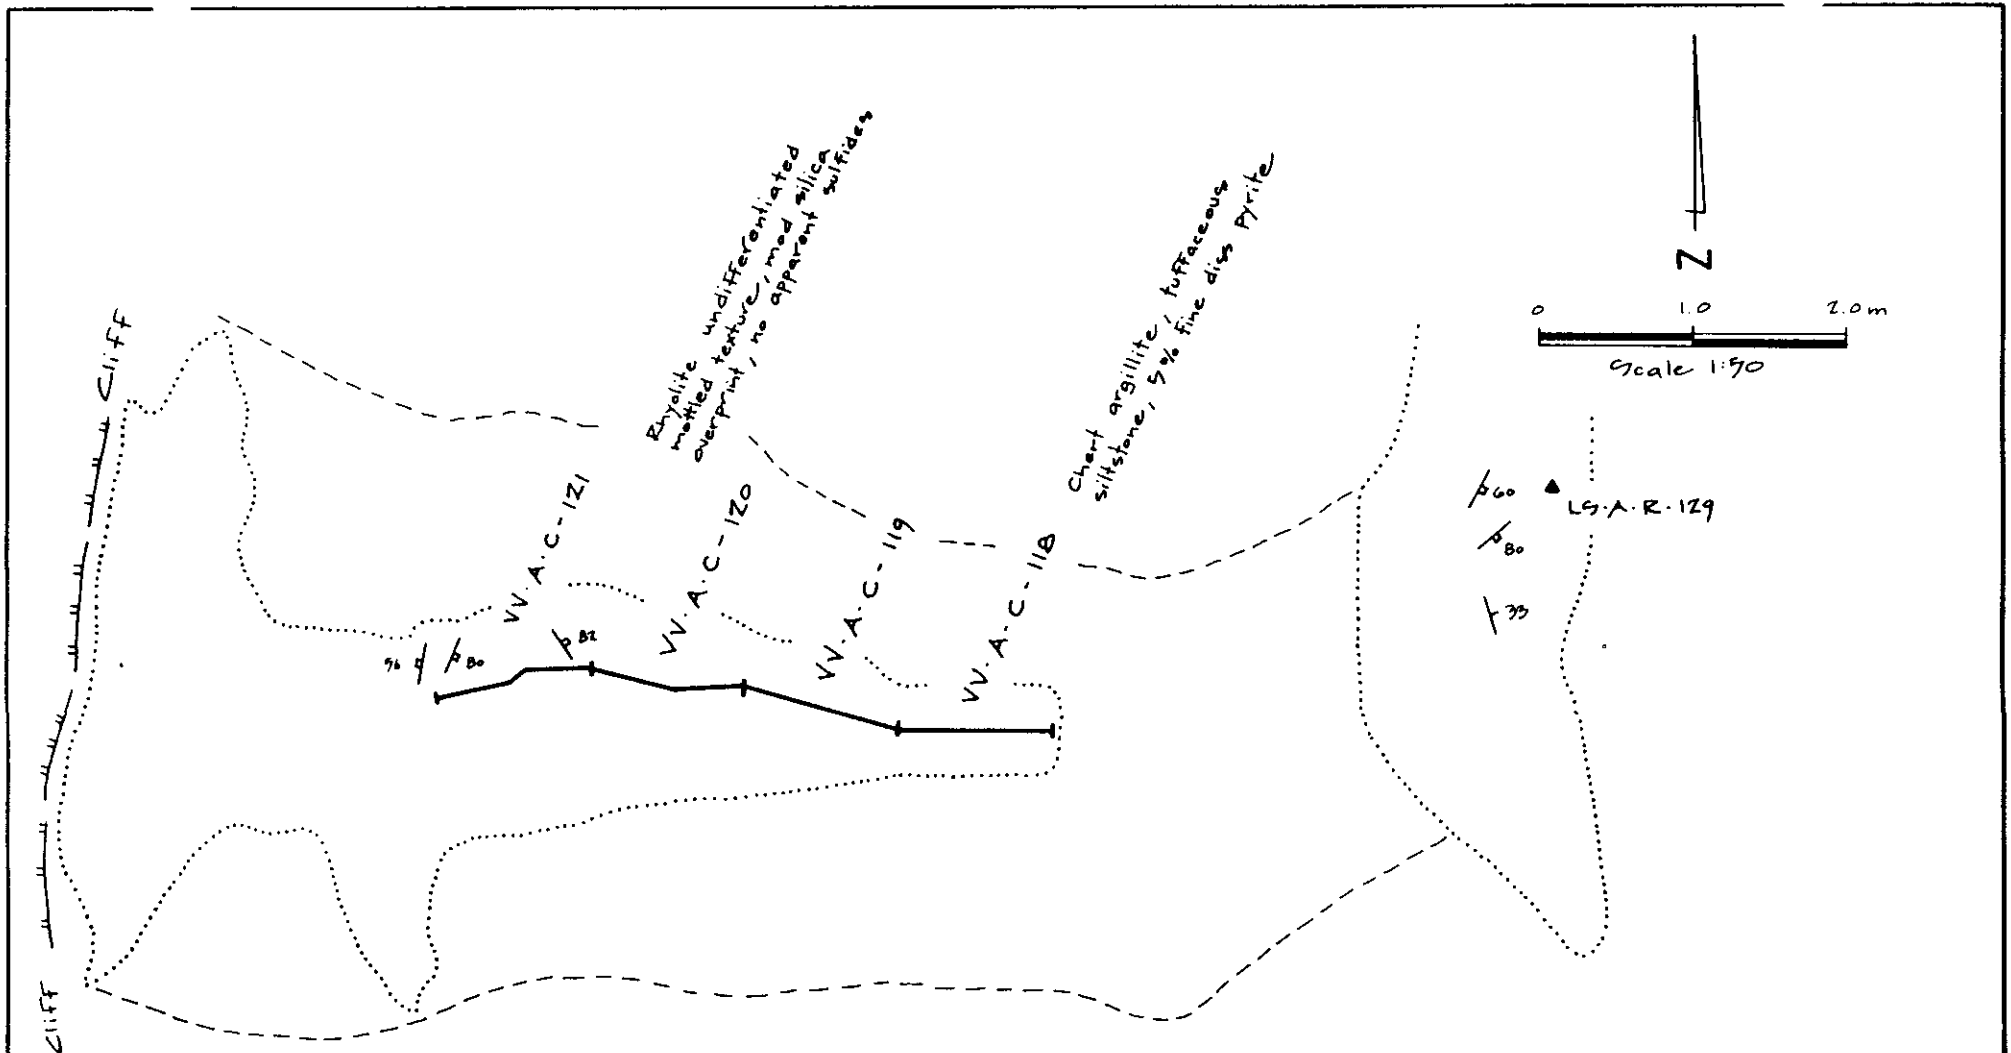 Cliff
Rhyolite undifferentiated
mottled texture, mod silica
overprint, no apparent sulfides
Chert argillite, tuffaceous
siltstone, 5% fine diss pyrite
N
0 1.0 2.0 m
Scale 1:50
VV.A.C-121
VV.A.C-120
VV.A.C-119
VV.A.C-118
60
LS.A.R.129
80
33
56
80
82
Cliff